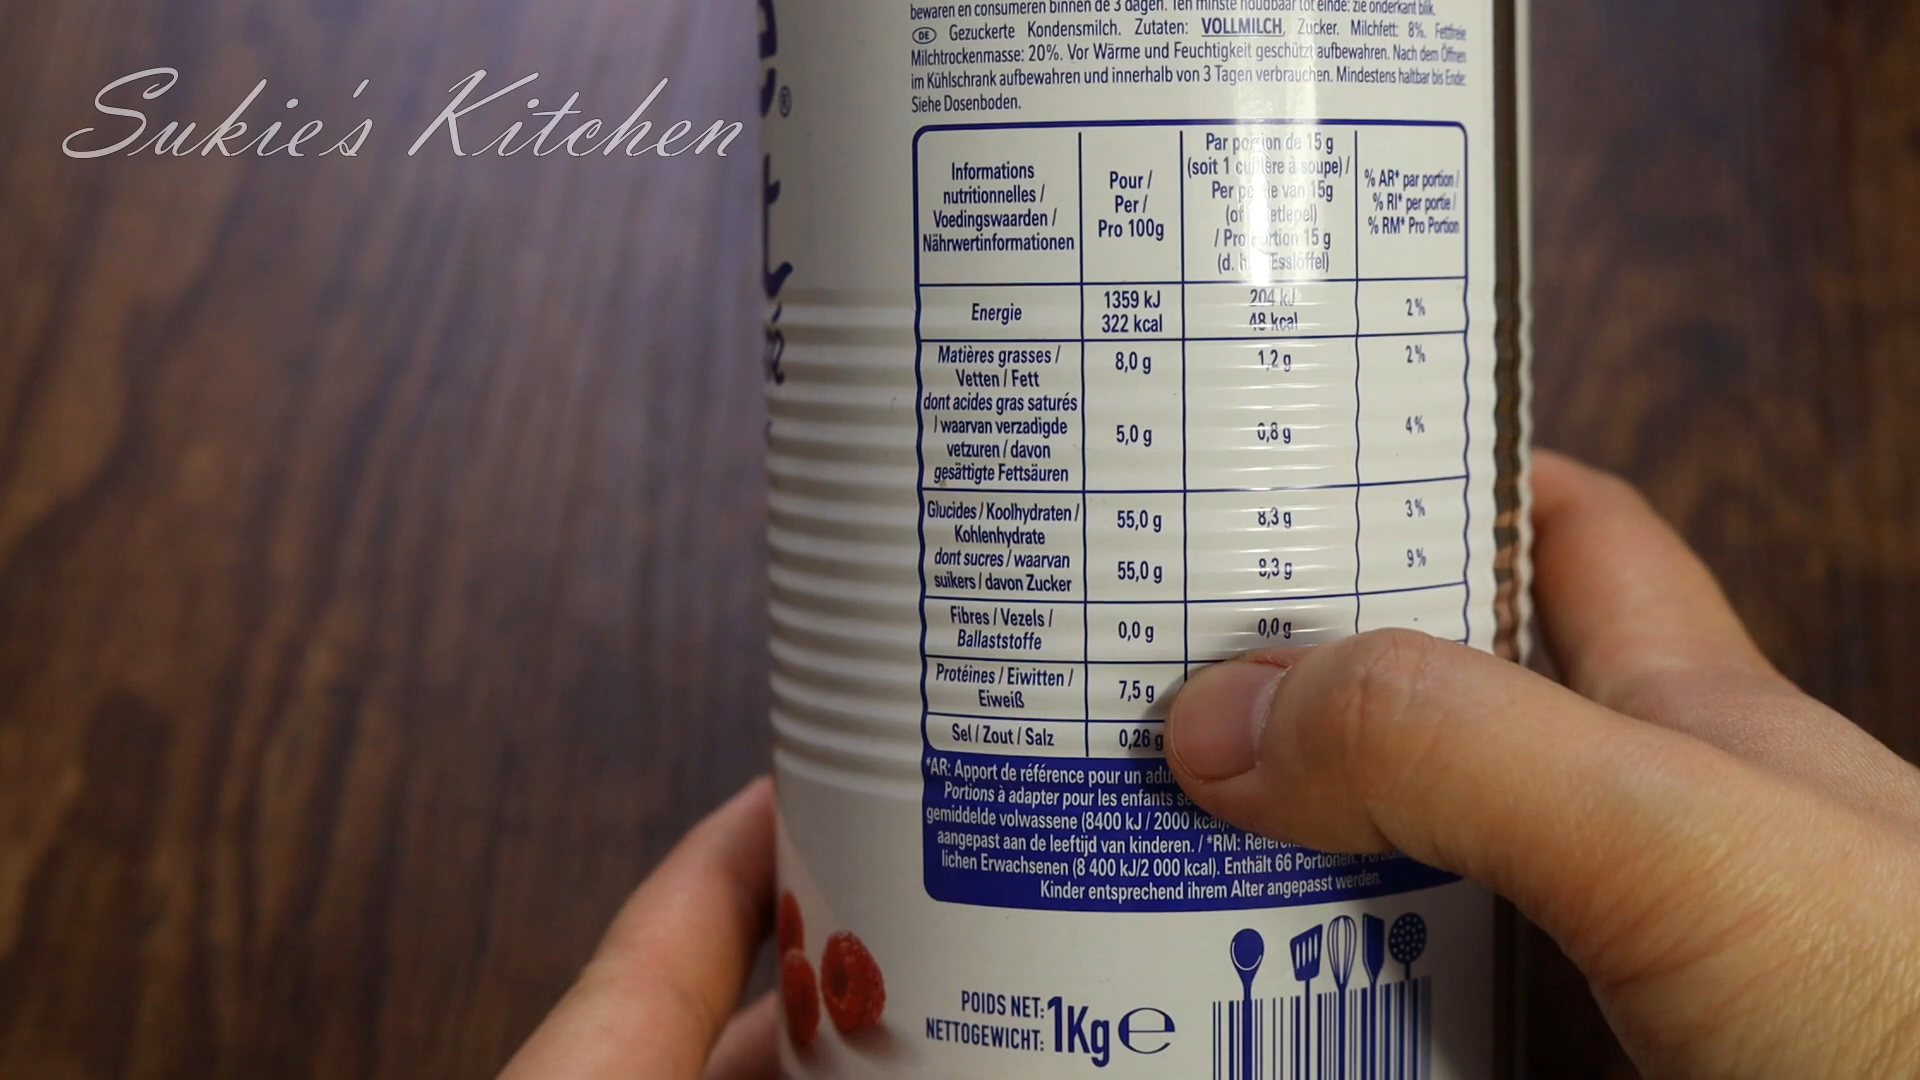 Sukie's Kitchen
bewaren en consumeren binnen de 3 dagen. Ten minste houdbaar tot einde: zie onderkant blik.
DE Gezuckerte Kondensmilch. Zutaten: VOLLMILCH, Zucker. Milchfett: 8%. Fettfreie
Milchtrockenmasse: 20%. Vor Wärme und Feuchtigkeit geschützt aufbewahren. Nach dem Öffnen
im Kühlschrank aufbewahren und innerhalb von 3 Tagen verbrauchen. Mindestens haltbar bis Ende:
Siehe Dosenboden.
Informations
nutritionnelles /
Voedingswaarden /
Nährwertinformationen
Pour /
Per /
Pro 100g
Par portion de 15 g
(soit 1 cuillère à soupe) /
Per portie van 15g
(of eetlepel)
/ Pro Portion 15 g
(d. h. Esslöffel)
% AR* par portion /
% RI* per portie /
% RM* Pro Portion
Energie
1359 kJ
322 kcal
204 kJ
48 kcal
2%
Matières grasses /
Vetten / Fett
8,0 g
1,2 g
2%
dont acides gras saturés
/ waarvan verzadigde
vetzuren / davon
gesättigte Fettsäuren
5,0 g
0,8 g
4%
Glucides / Koolhydraten /
Kohlenhydrate
55,0 g
8,3 g
3%
dont sucres / waarvan
suikers / davon Zucker
55,0 g
8,3 g
9%
Fibres / Vezels /
Ballaststoffe
0,0 g
0,0 g
-
Protéines / Eiwitten /
Eiweiß
7,5 g
Sel / Zout / Salz
0,26 g
*AR: Apport de référence pour un
Portions à adapter pour les enfants
gemiddelde volwassene (8400 kJ / 2000 kcal).
aangepast aan de leeftijd van kinderen. / *RM:
lichen Erwachsenen (8 400 kJ/2 000 kcal). Enthält 66 Portionen.
Kinder entsprechend ihrem Alter angepasst werden.
POIDS NET:
NETTOGEWICHT:
1Kg e